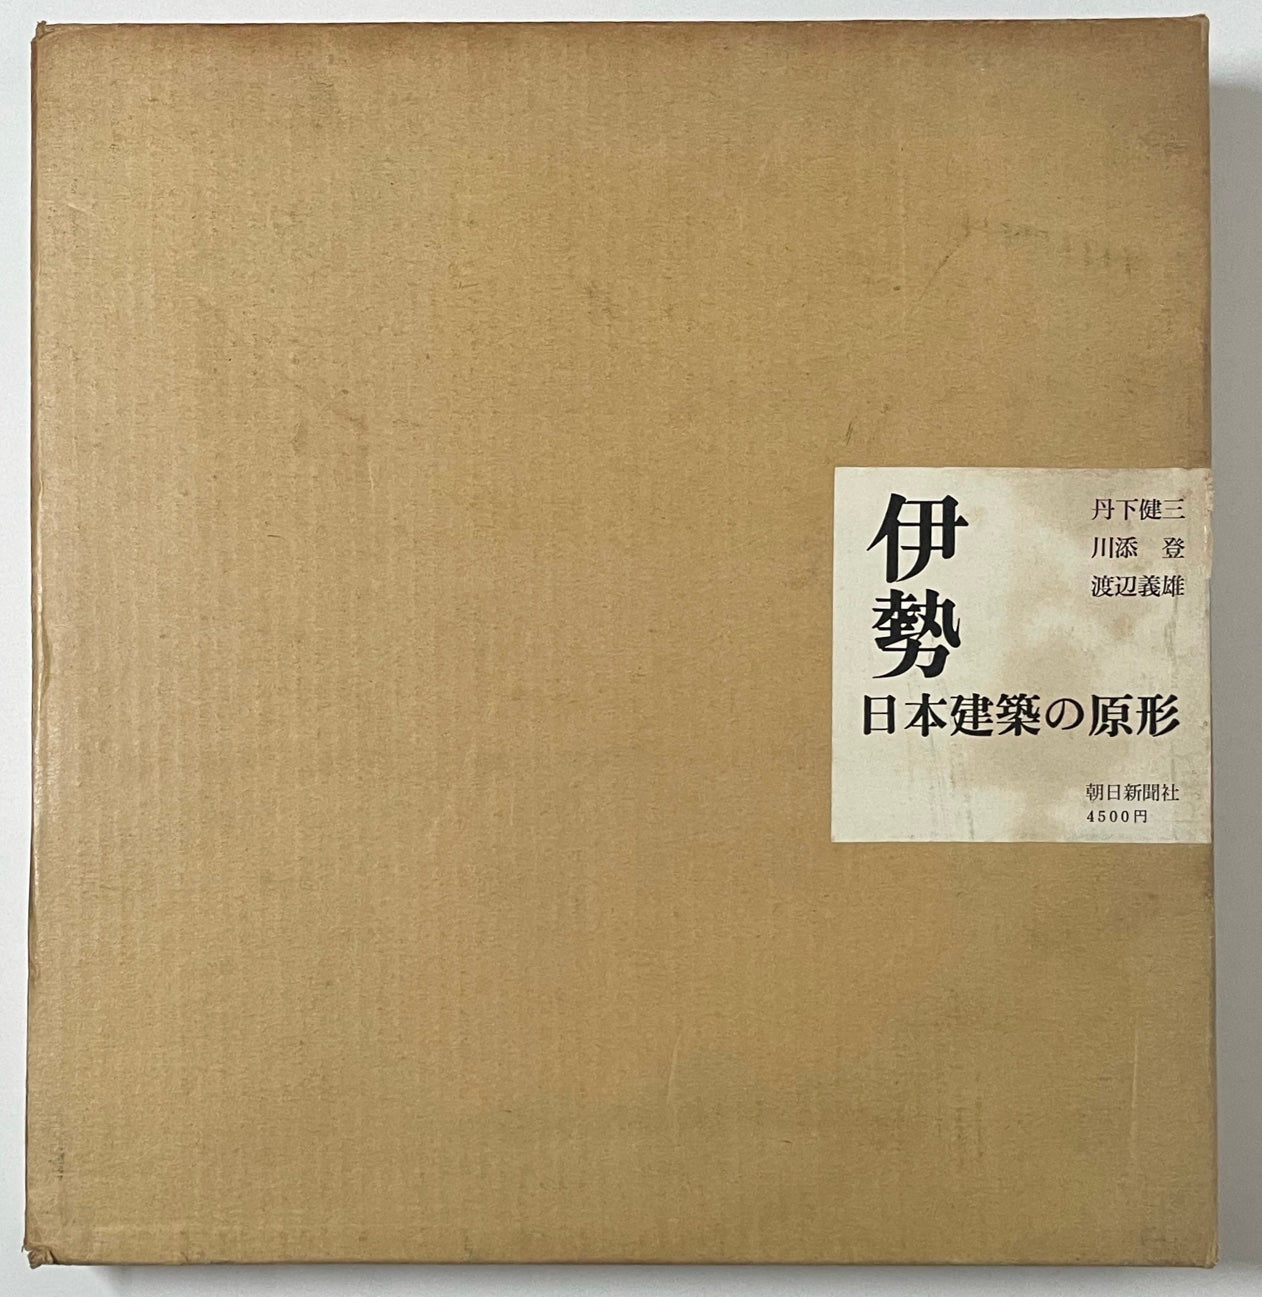 伊勢
日本建築の原形
丹下健三
川添　登
渡辺義雄
朝日新聞社
4500円